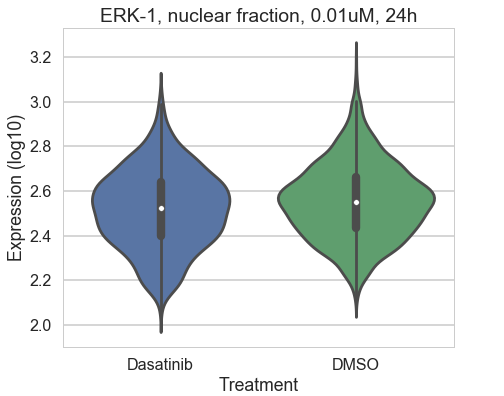 ERK-1, nuclear fraction, 0.01uM, 24h
Expression (log10)
3.2
3.0
2.8
2.6
2.4
2.2
2.0
Dasatinib
DMSO
Treatment